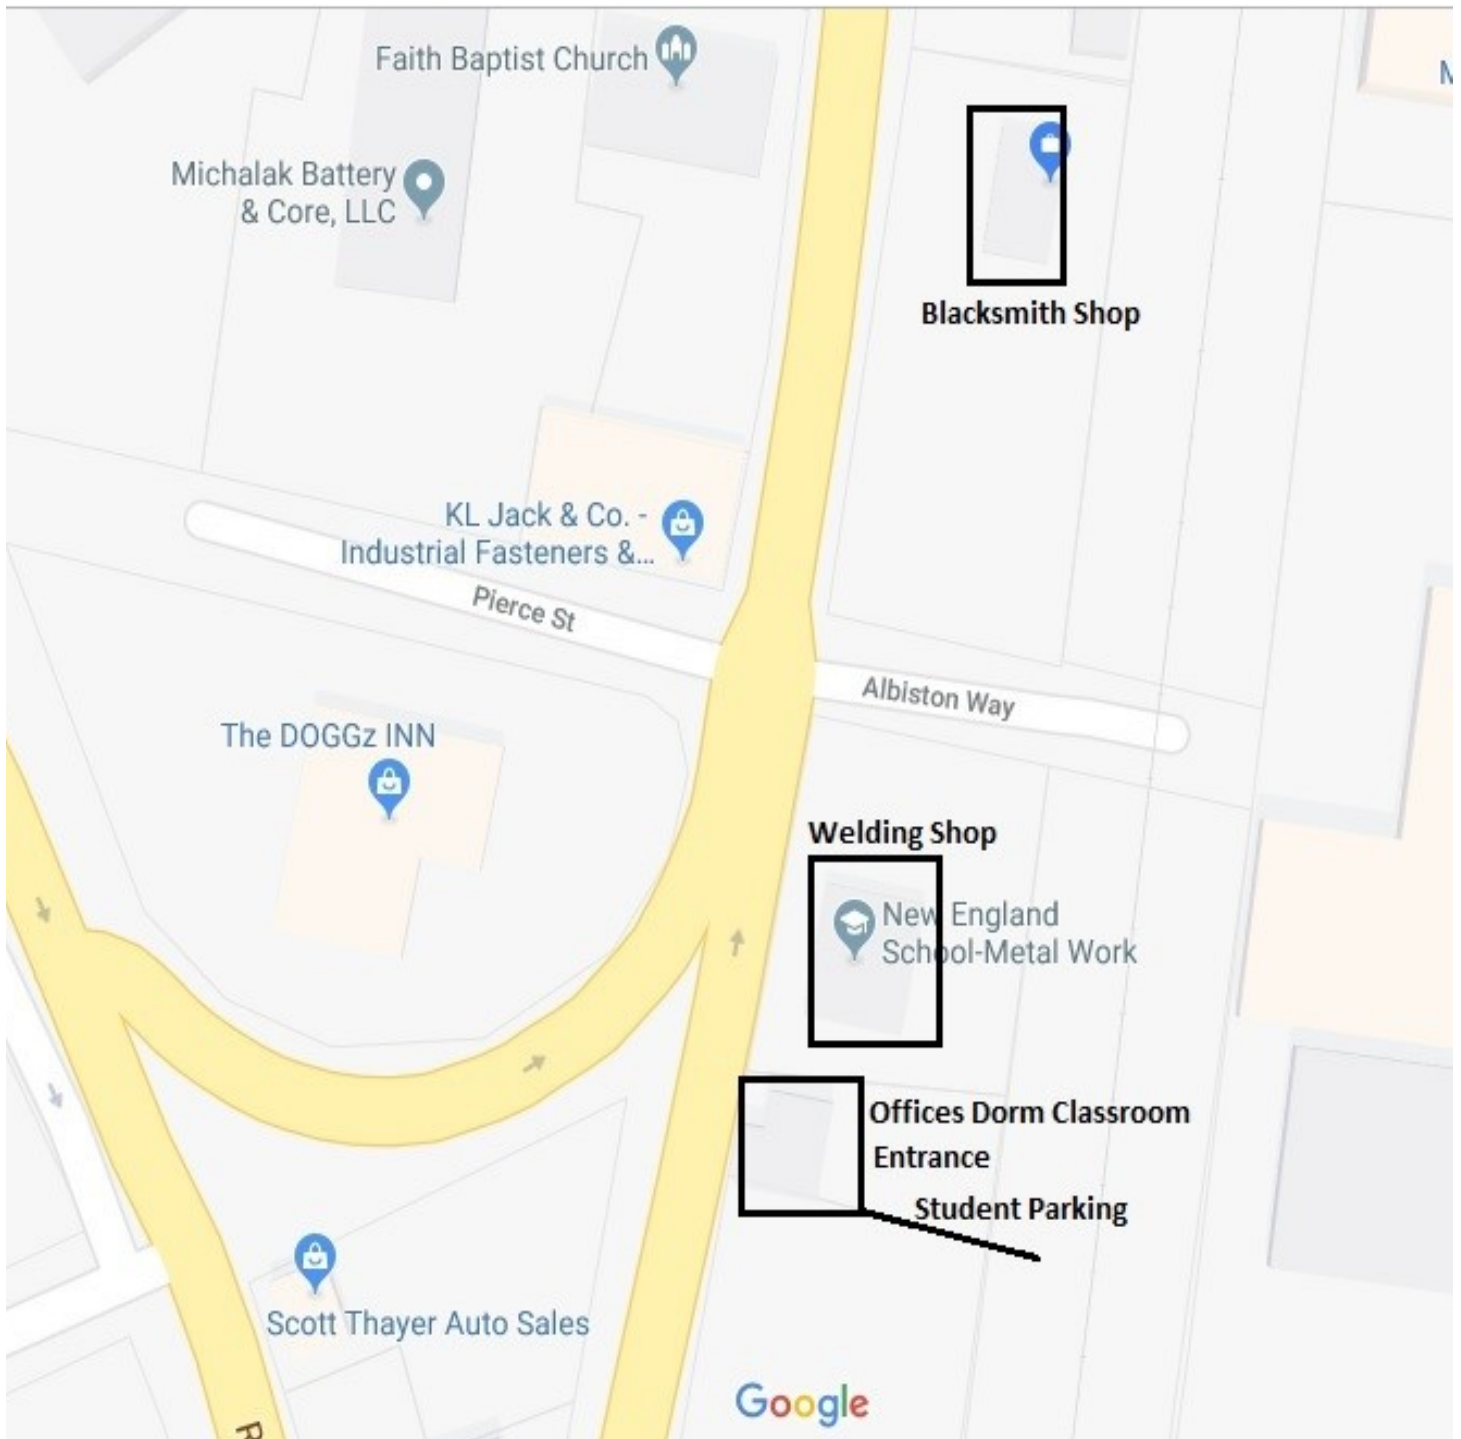 Faith Baptist Church
Michalak Battery
& Core, LLC
Blacksmith Shop
KL Jack & Co. -
Industrial Fasteners &...
Pierce St
Albiston Way
The DOGGz INN
Welding Shop
New England
School-Metal Work
Offices Dorm Classroom
Entrance
Student Parking
Scott Thayer Auto Sales
Google